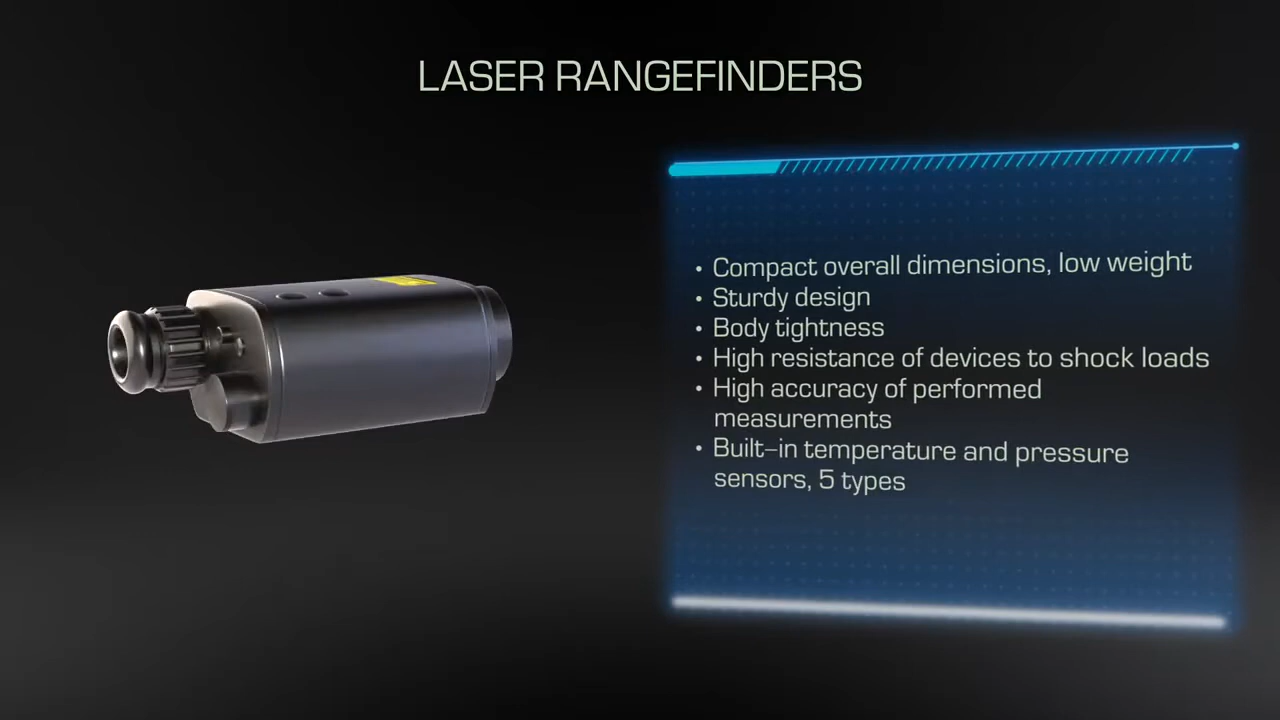 LASER RANGEFINDERS
• Compact overall dimensions, low weight
• Sturdy design
• Body tightness
• High resistance of devices to shock loads
• High accuracy of performed
measurements
• Built-in temperature and pressure
sensors, 5 types